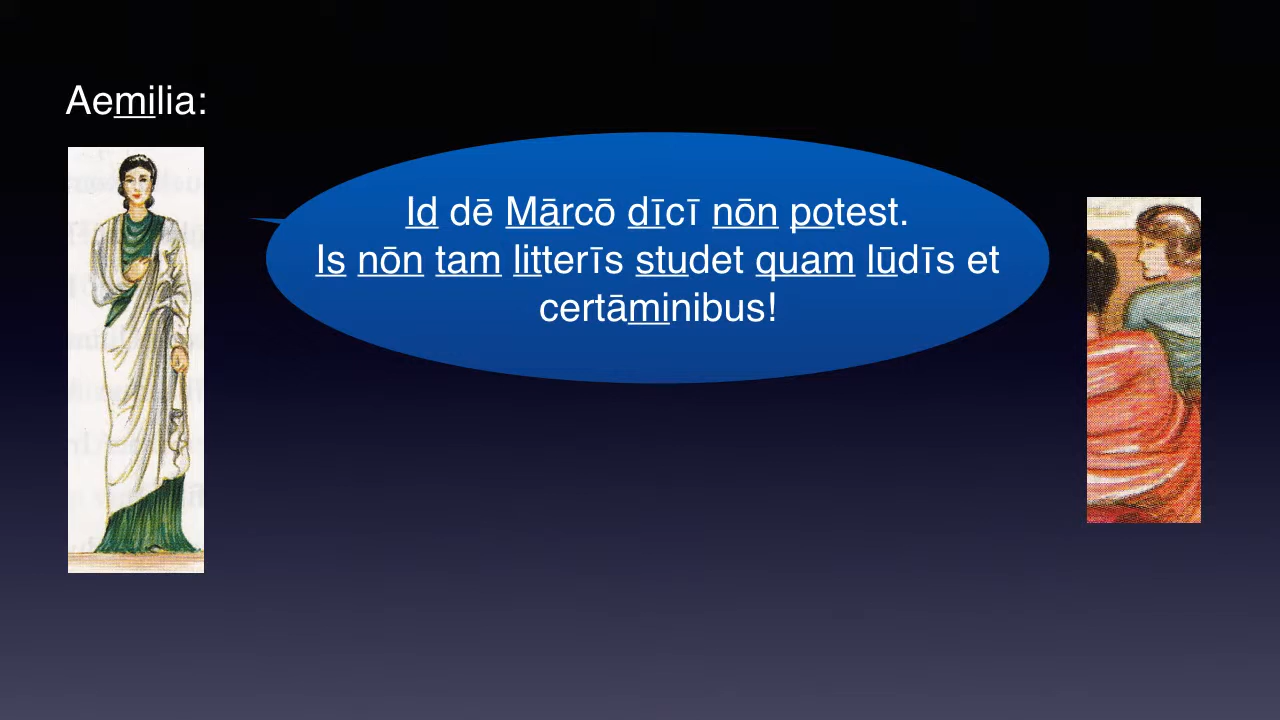 Aemilia:
Id dē Mārcō dīcī nōn potest.
Is nōn tam litterīs studet quam lūdīs et
certāminibus!